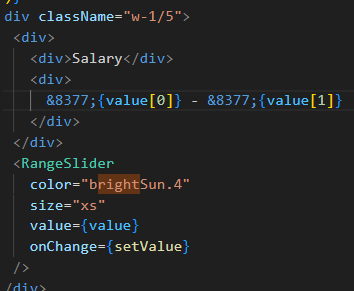 div className="w-1/5">
<div>
<div>Salary</div>
<div>
&8377;{value[0]} - &8377;{value[1]}
</div>
</div>
<RangeSlider
color="brightSun.4"
size="xs"
value={value}
onChange={setValue}
/>
/div>